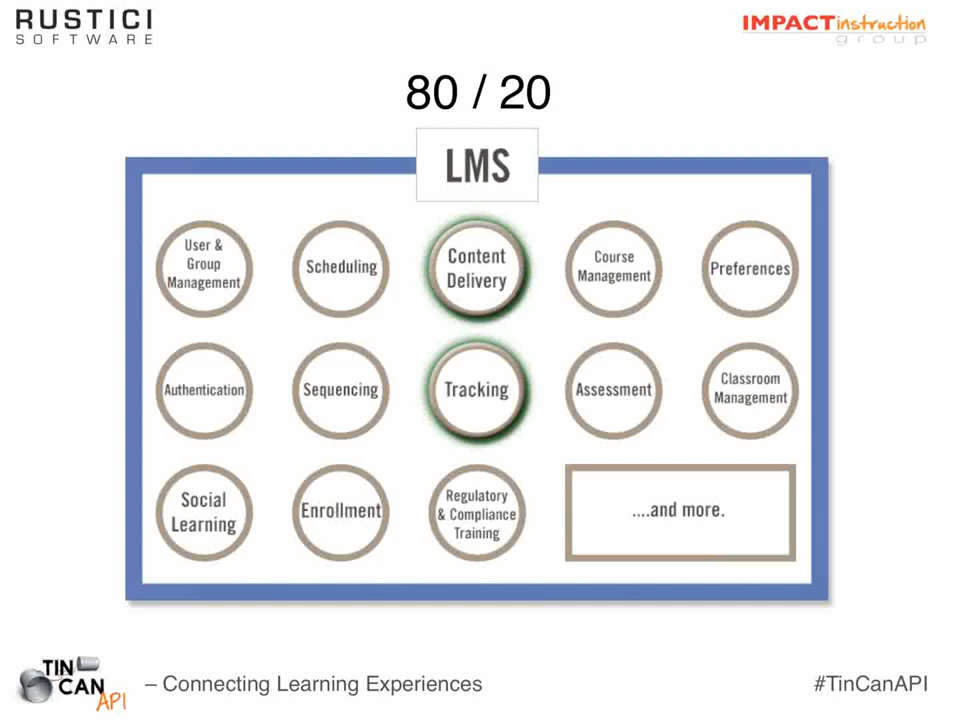 RUSTICI
SOFTWARE
IMPACTinstruction
group
80 / 20
LMS
User &
Group
Management
Scheduling
Content
Delivery
Course
Management
Preferences
Authentication
Sequencing
Tracking
Assessment
Classroom
Management
Social
Learning
Enrollment
Regulatory
& Compliance
Training
....and more.
TIN
CAN
API
– Connecting Learning Experiences
#TinCanAPI